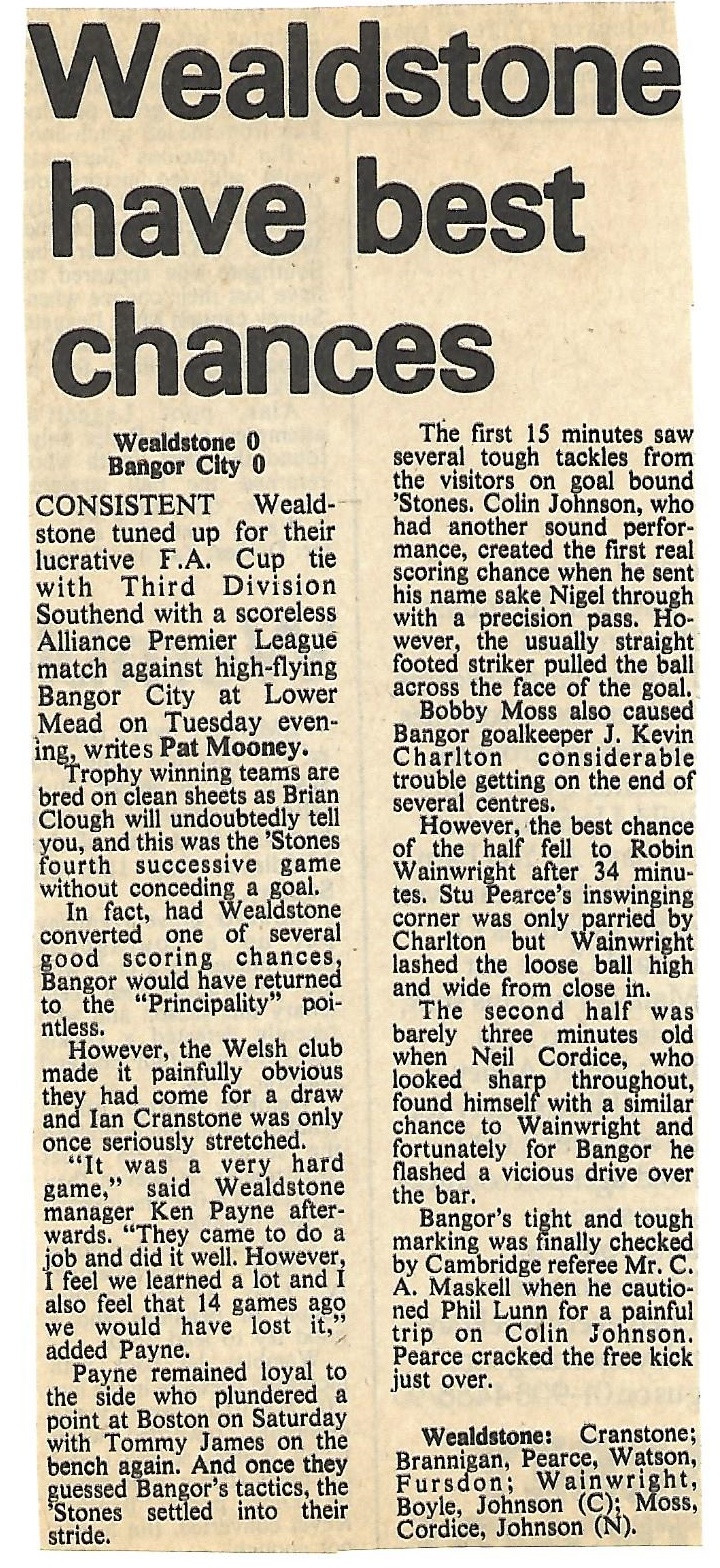 Wealdstone
have best
chances
Wealdstone 0
Bangor City 0
CONSISTENT Weald-
stone tuned up for their
lucrative F.A. Cup tie
with Third Division
Southend with a scoreless
Alliance Premier League
match against high-flying
Bangor City at Lower
Mead on Tuesday even-
ing, writes Pat Mooney.
Trophy winning teams are
bred on clean sheets as Brian
Clough will undoubtedly tell
you, and this was the 'Stones
fourth successive game
without conceding a goal.
In fact, had Wealdstone
converted one of several
good scoring chances,
Bangor would have returned
to the “Principality” poi-
ntless.
However, the Welsh club
made it painfully obvious
they had come for a draw
and Ian Cranstone was only
once seriously stretched.
“It was a very hard
game,” said Wealdstone
manager Ken Payne after-
wards. “They came to do a
job and did it well. However,
I feel we learned a lot and I
also feel that 14 games ago
we would have lost it,”
added Payne.
Payne remained loyal to
the side who plundered a
point at Boston on Saturday
with Tommy James on the
bench again. And once they
guessed Bangor's tactics, the
'Stones settled into their
stride.
The first 15 minutes saw
several tough tackles from
the visitors on goal bound
'Stones. Colin Johnson, who
had another sound perfor-
mance, created the first real
scoring chance when he sent
his name sake Nigel through
with a precision pass. Ho-
wever, the usually straight
footed striker pulled the ball
across the face of the goal.
Bobby Moss also caused
Bangor goalkeeper J. Kevin
Charlton considerable
trouble getting on the end of
several centres.
However, the best chance
of the half fell to Robin
Wainwright after 34 minu-
tes. Stu Pearce's inswinging
corner was only parried by
Charlton but Wainwright
lashed the loose ball high
and wide from close in.
The second half was
barely three minutes old
when Neil Cordice, who
looked sharp throughout,
found himself with a similar
chance to Wainwright and
fortunately for Bangor he
flashed a vicious drive over
the bar.
Bangor's tight and tough
marking was finally checked
by Cambridge referee Mr. C.
A. Maskell when he cautio-
ned Phil Lunn for a painful
trip on Colin Johnson.
Pearce cracked the free kick
just over.
Wealdstone: Cranstone;
Brannigan, Pearce, Watson,
Fursdon; Wainwright,
Boyle, Johnson (C); Moss,
Cordice, Johnson (N).